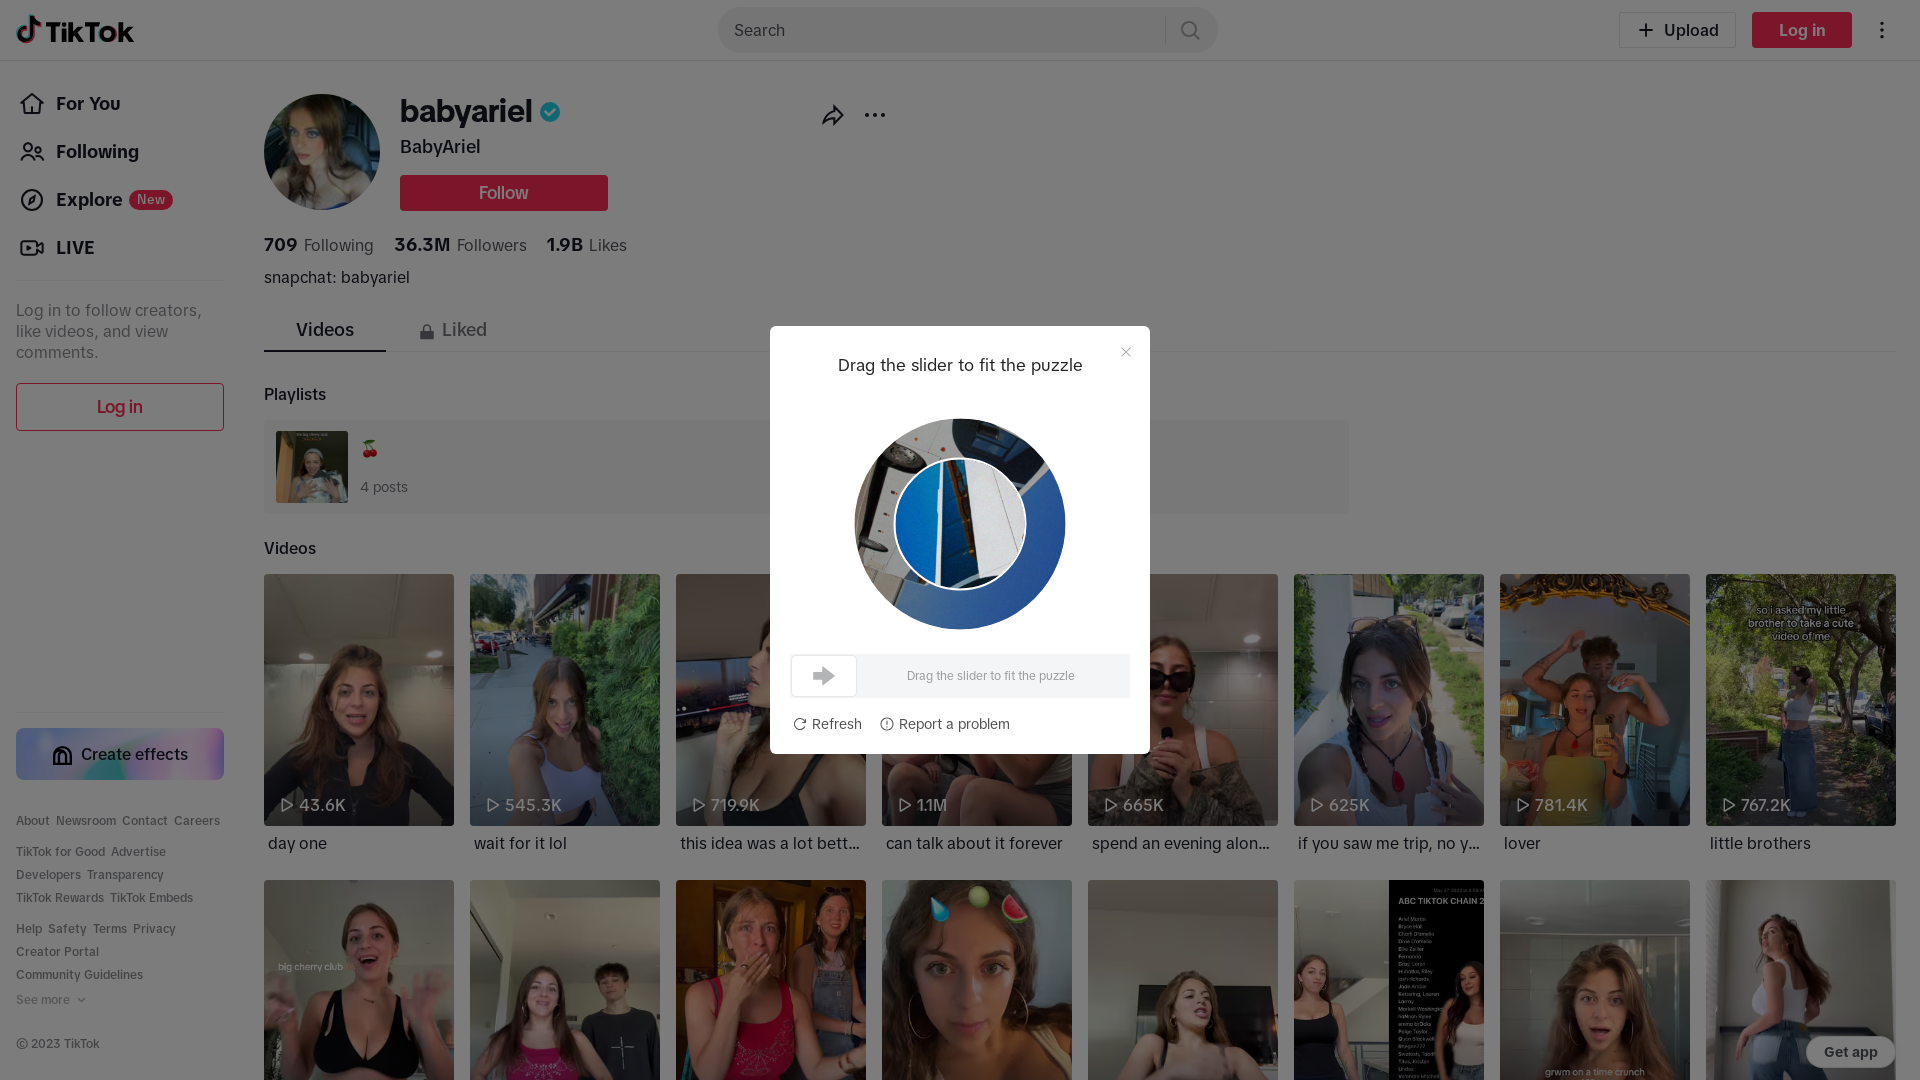 TikTok
Search
Upload
Log in
For You
Following
Explore New
LIVE
Log in to follow creators,
like videos, and view
comments.
Log in
Create effects
About Newsroom Contact Careers
TikTok for Good Advertise
Developers Transparency
TikTok Rewards TikTok Embeds
Help Safety Terms Privacy
Creator Portal
Community Guidelines
See more
© 2023 TikTok
babyariel
BabyAriel
Follow
709 Following 36.3M Followers 1.9B Likes
snapchat: babyariel
Videos
Liked
Playlists
4 posts
Videos
Drag the slider to fit the puzzle
Drag the slider to fit the puzzle
Refresh
Report a problem
so i asked my little
brother to take a cute
video of me
43.6K
545.3K
719.9K
1.1M
665K
625K
781.4K
767.2K
day one
wait for it lol
this idea was a lot bett...
can talk about it forever
spend an evening alon...
if you saw me trip, no y...
lover
little brothers
big cherry club
ABC TIKTOK CHAIN 2
grwm on a time crunch
Get app